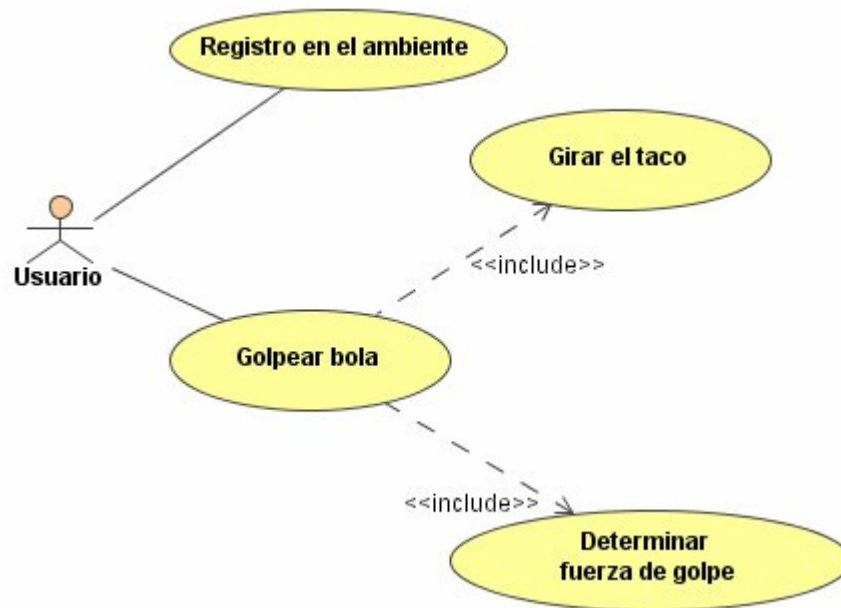 Registro en el ambiente
Girar el taco
<<include>>
Usuario
Golpear bola
<<include>>
Determinar
fuerza de golpe